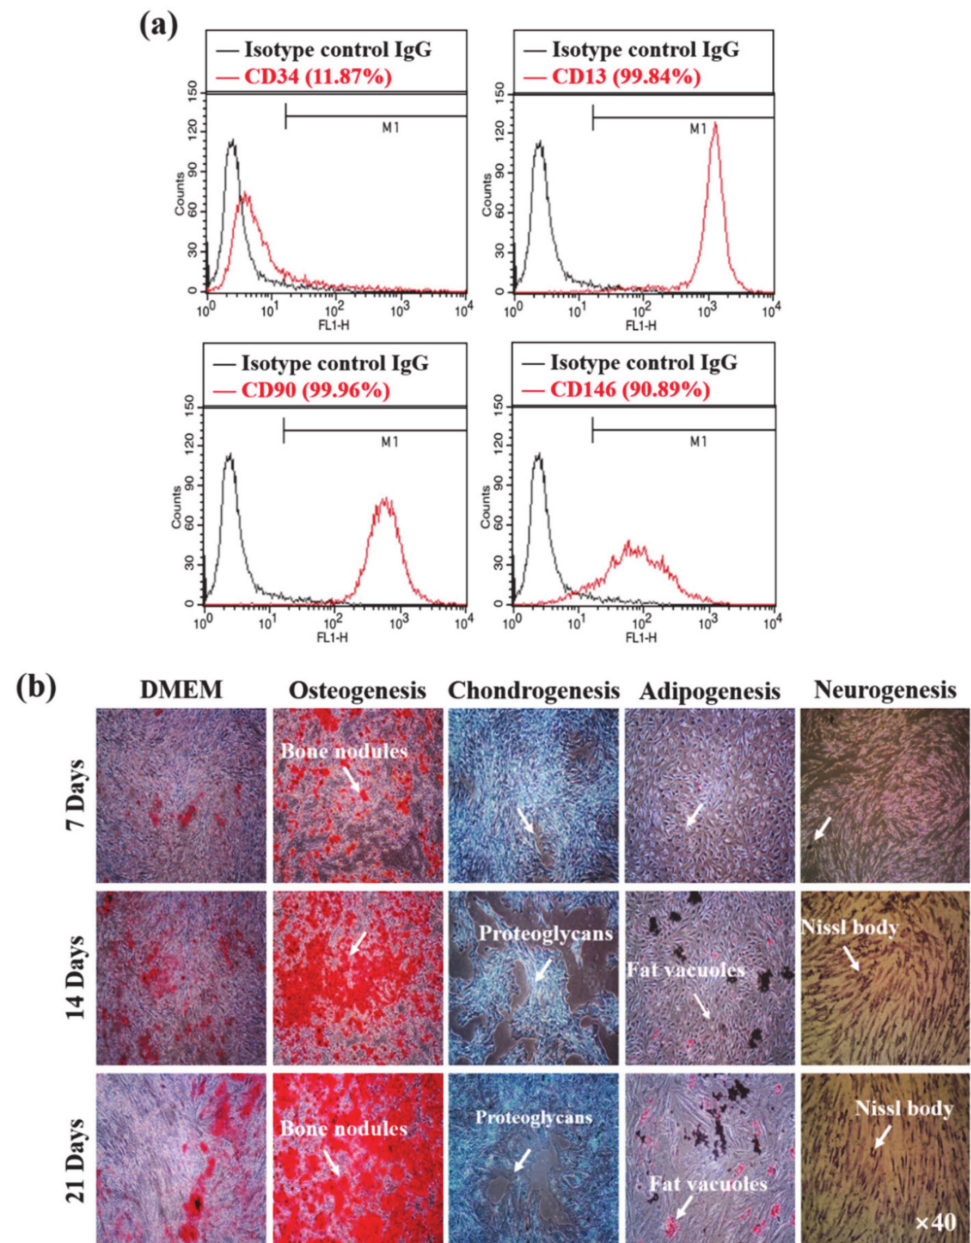 (a)
Isotype control IgG
CD34 (11.87%)
150
120
90
60
30
0
Counts
M1
10⁰ 10¹ 10² 10³ 10⁴
FL1-H
Isotype control IgG
CD13 (99.84%)
150
120
90
60
30
0
Counts
M1
10⁰ 10¹ 10² 10³ 10⁴
FL1-H
Isotype control IgG
CD90 (99.96%)
150
120
90
60
30
0
Counts
M1
10⁰ 10¹ 10² 10³ 10⁴
FL1-H
Isotype control IgG
CD146 (90.89%)
150
120
90
60
30
0
Counts
M1
10⁰ 10¹ 10² 10³ 10⁴
FL1-H
(b)
DMEM Osteogenesis Chondrogenesis Adipogenesis Neurogenesis
7 Days
Bone nodules
14 Days
Proteoglycans
Fat vacuoles
Nissl body
21 Days
Bone nodules
Proteoglycans
Fat vacuoles
Nissl body
×40